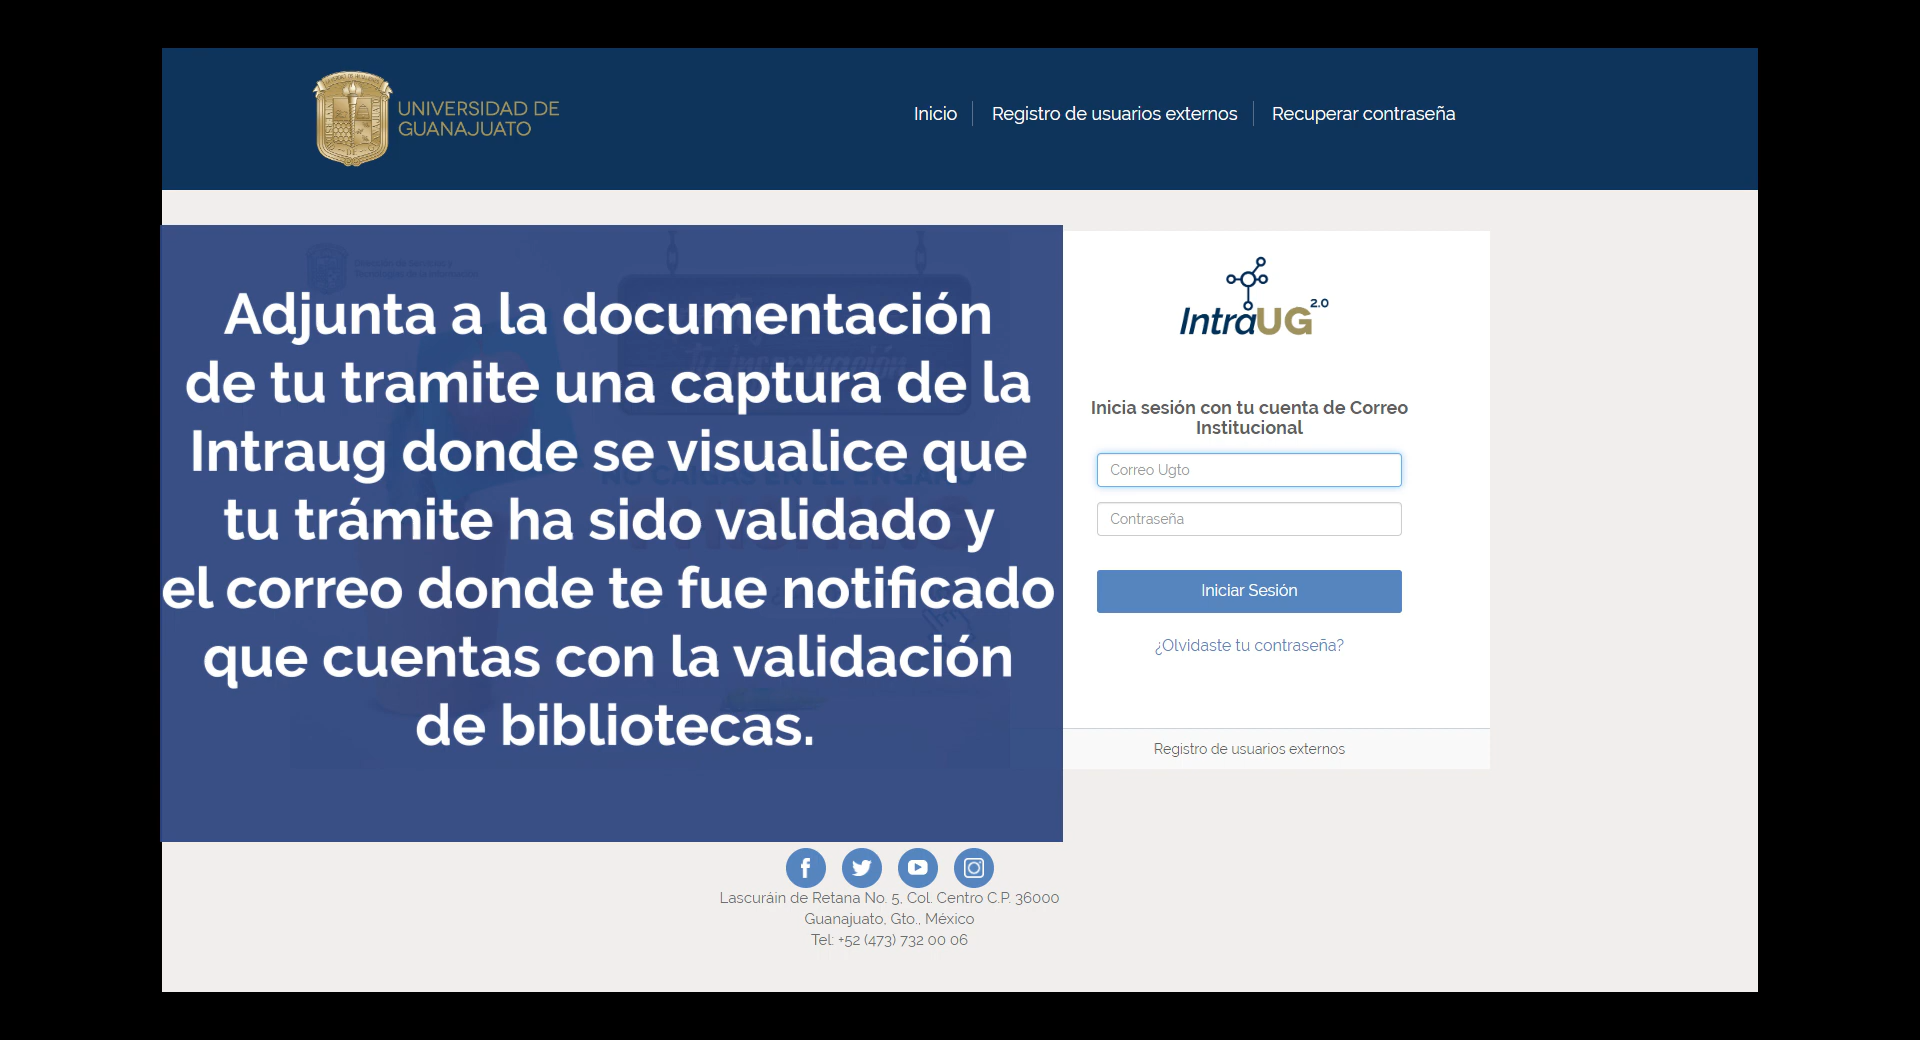 UNIVERSIDAD DE
GUANAJUATO
Inicio
Registro de usuarios externos
Recuperar contraseña
Adjunta a la documentación
de tu tramite una captura de la
Intraug donde se visualice que
tu trámite ha sido validado y
el correo donde te fue notificado
que cuentas con la validación
de bibliotecas.
IntraUG 2.0
Inicia sesión con tu cuenta de Correo
Institucional
Correo Ugto
Contraseña
Iniciar Sesión
¿Olvidaste tu contraseña?
Registro de usuarios externos
Lascuráin de Retana No. 5, Col. Centro C.P. 36000
Guanajuato, Gto., México
Tel: +52 (473) 732 00 06